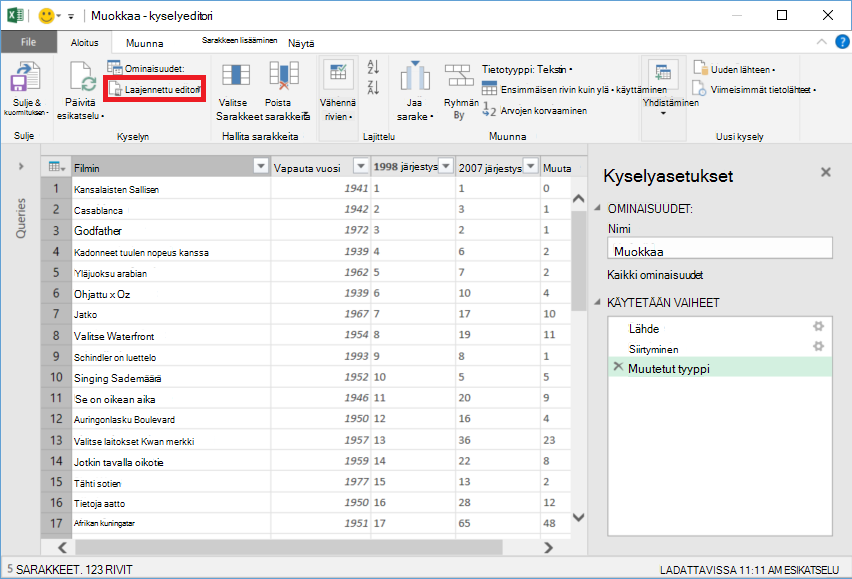 Muokkaa - kyselyeditori
File Aloitus Muunna Sarakkeen lisääminen Näytä
Sulje & kuormitusken
Päivitä esikatselu
Ominaisuudet:
Laajennettu editori
Valitse Sarakkeet
Poista sarakkeita
Vähennä rivien
Jaa sarake
Ryhmän By
Tietotyyppi: Tekstin
Ensimmäisen rivin kuin ylä käyttäminen
Arvojen korvaaminen
Yhdistäminen
Uuden lähteen
Viimeisimmät tietolähteet
Sulje Kyselyn Hallita sarakkeita Lajittelu Muunna Uusi kysely
Queries
Filmin Vapauta vuosi 1998 järjestys 2007 järjestys Muuta
1 Kansalaisten Sallisen 1941 1 1 0
2 Casablanca 1942 2 3 1
3 Godfather 1972 3 2 1
4 Kadonneet tuulen nopeus kanssa 1939 4 6 2
5 Yläjuoksu arabian 1962 5 7 2
6 Ohjattu x Oz 1939 6 10 4
7 Jatko 1967 7 17 10
8 Valitse Waterfront 1954 8 19 11
9 Schindler on luettelo 1993 9 8 1
10 Singing Sademäärä 1952 10 5 5
11 Se on oikean aika 1946 11 20 9
12 Auringonlasku Boulevard 1950 12 16 4
13 Valitse laitokset Kwan merkki 1957 13 36 23
14 Jotkin tavalla oikotie 1959 14 22 8
15 Tähti sotien 1977 15 13 2
16 Tietoja aatto 1950 16 28 12
17 Afrikan kuningatar 1951 17 65 48
Kyselyasetukset
OMINAISUUDET:
Nimi
Muokkaa
Kaikki ominaisuudet
KÄYTETÄÄN VAIHEET
Lähde
Siirtyminen
Muutetut tyyppi
5 SARAKKEET. 123 RIVIT
LADATTAVISSA 11:11 AM ESIKATSELU